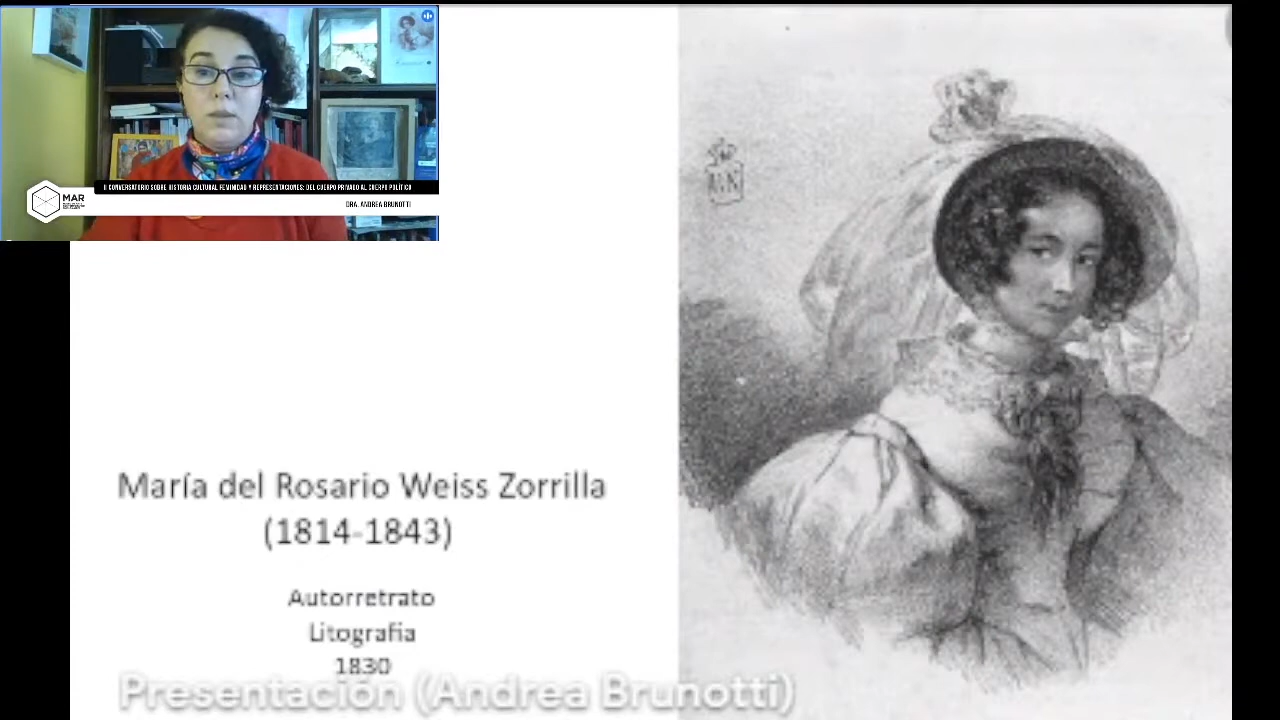 II CONVERSATORIO SOBRE HISTORIA CULTURAL FEMINIDAD Y REPRESENTACIONES: DEL CUERPO PRIVADO AL CUERPO POLÍTICO
MAR
DRA. ANDREA BRUNOTTI
María del Rosario Weiss Zorrilla
(1814-1843)
Autorretrato
Litografia
1830
Presentación (Andrea Brunotti)